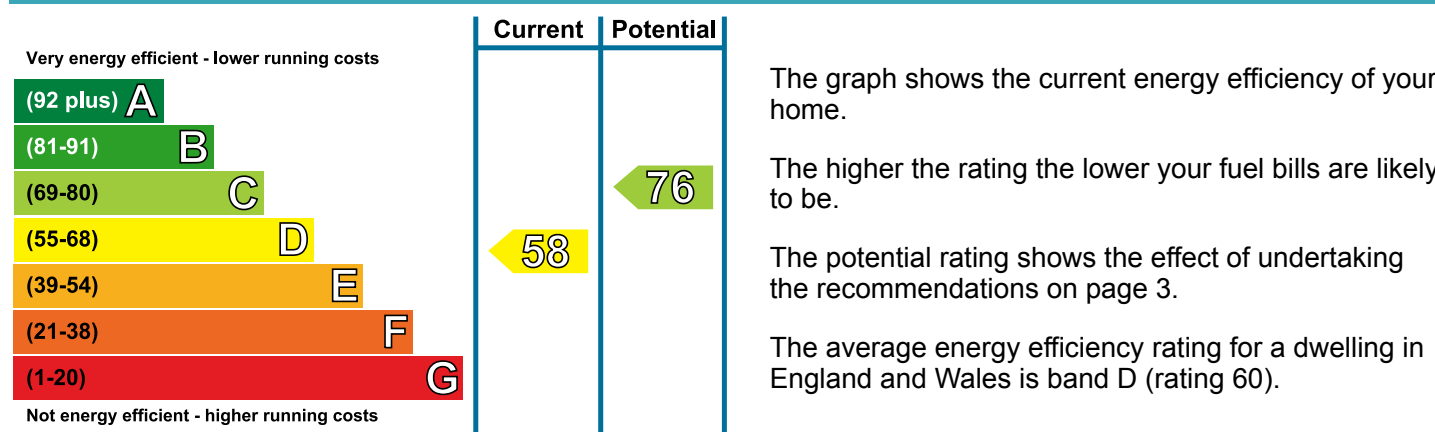 Current Potential
Very energy efficient - lower running costs
(92 plus) A
(81-91) B
(69-80) C
76
(55-68) D
58
(39-54) E
(21-38) F
(1-20) G
Not energy efficient - higher running costs
The graph shows the current energy efficiency of your
home.
The higher the rating the lower your fuel bills are likely
to be.
The potential rating shows the effect of undertaking
the recommendations on page 3.
The average energy efficiency rating for a dwelling in
England and Wales is band D (rating 60).